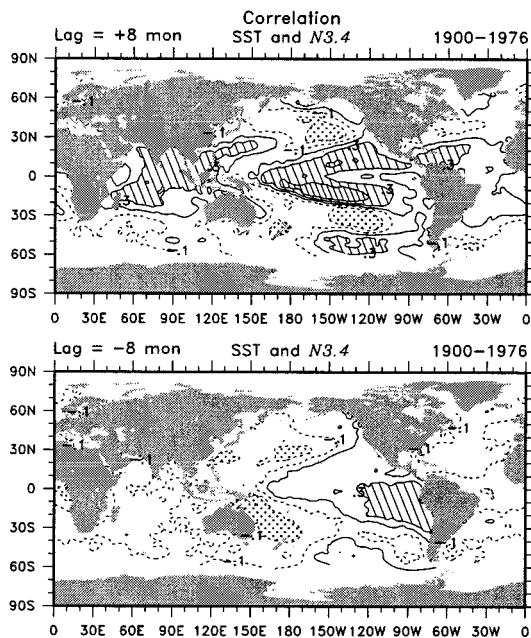 Correlation
Lag = +8 mon SST and N3.4 1900-1976
90N
60N
30N
0
30S
60S
90S
0 30E 60E 90E 120E 150E 180 150W 120W 90W 60W 30W 0
Lag = -8 mon SST and N3.4 1900-1976
90N
60N
30N
0
30S
60S
90S
0 30E 60E 90E 120E 150E 180 150W 120W 90W 60W 30W 0